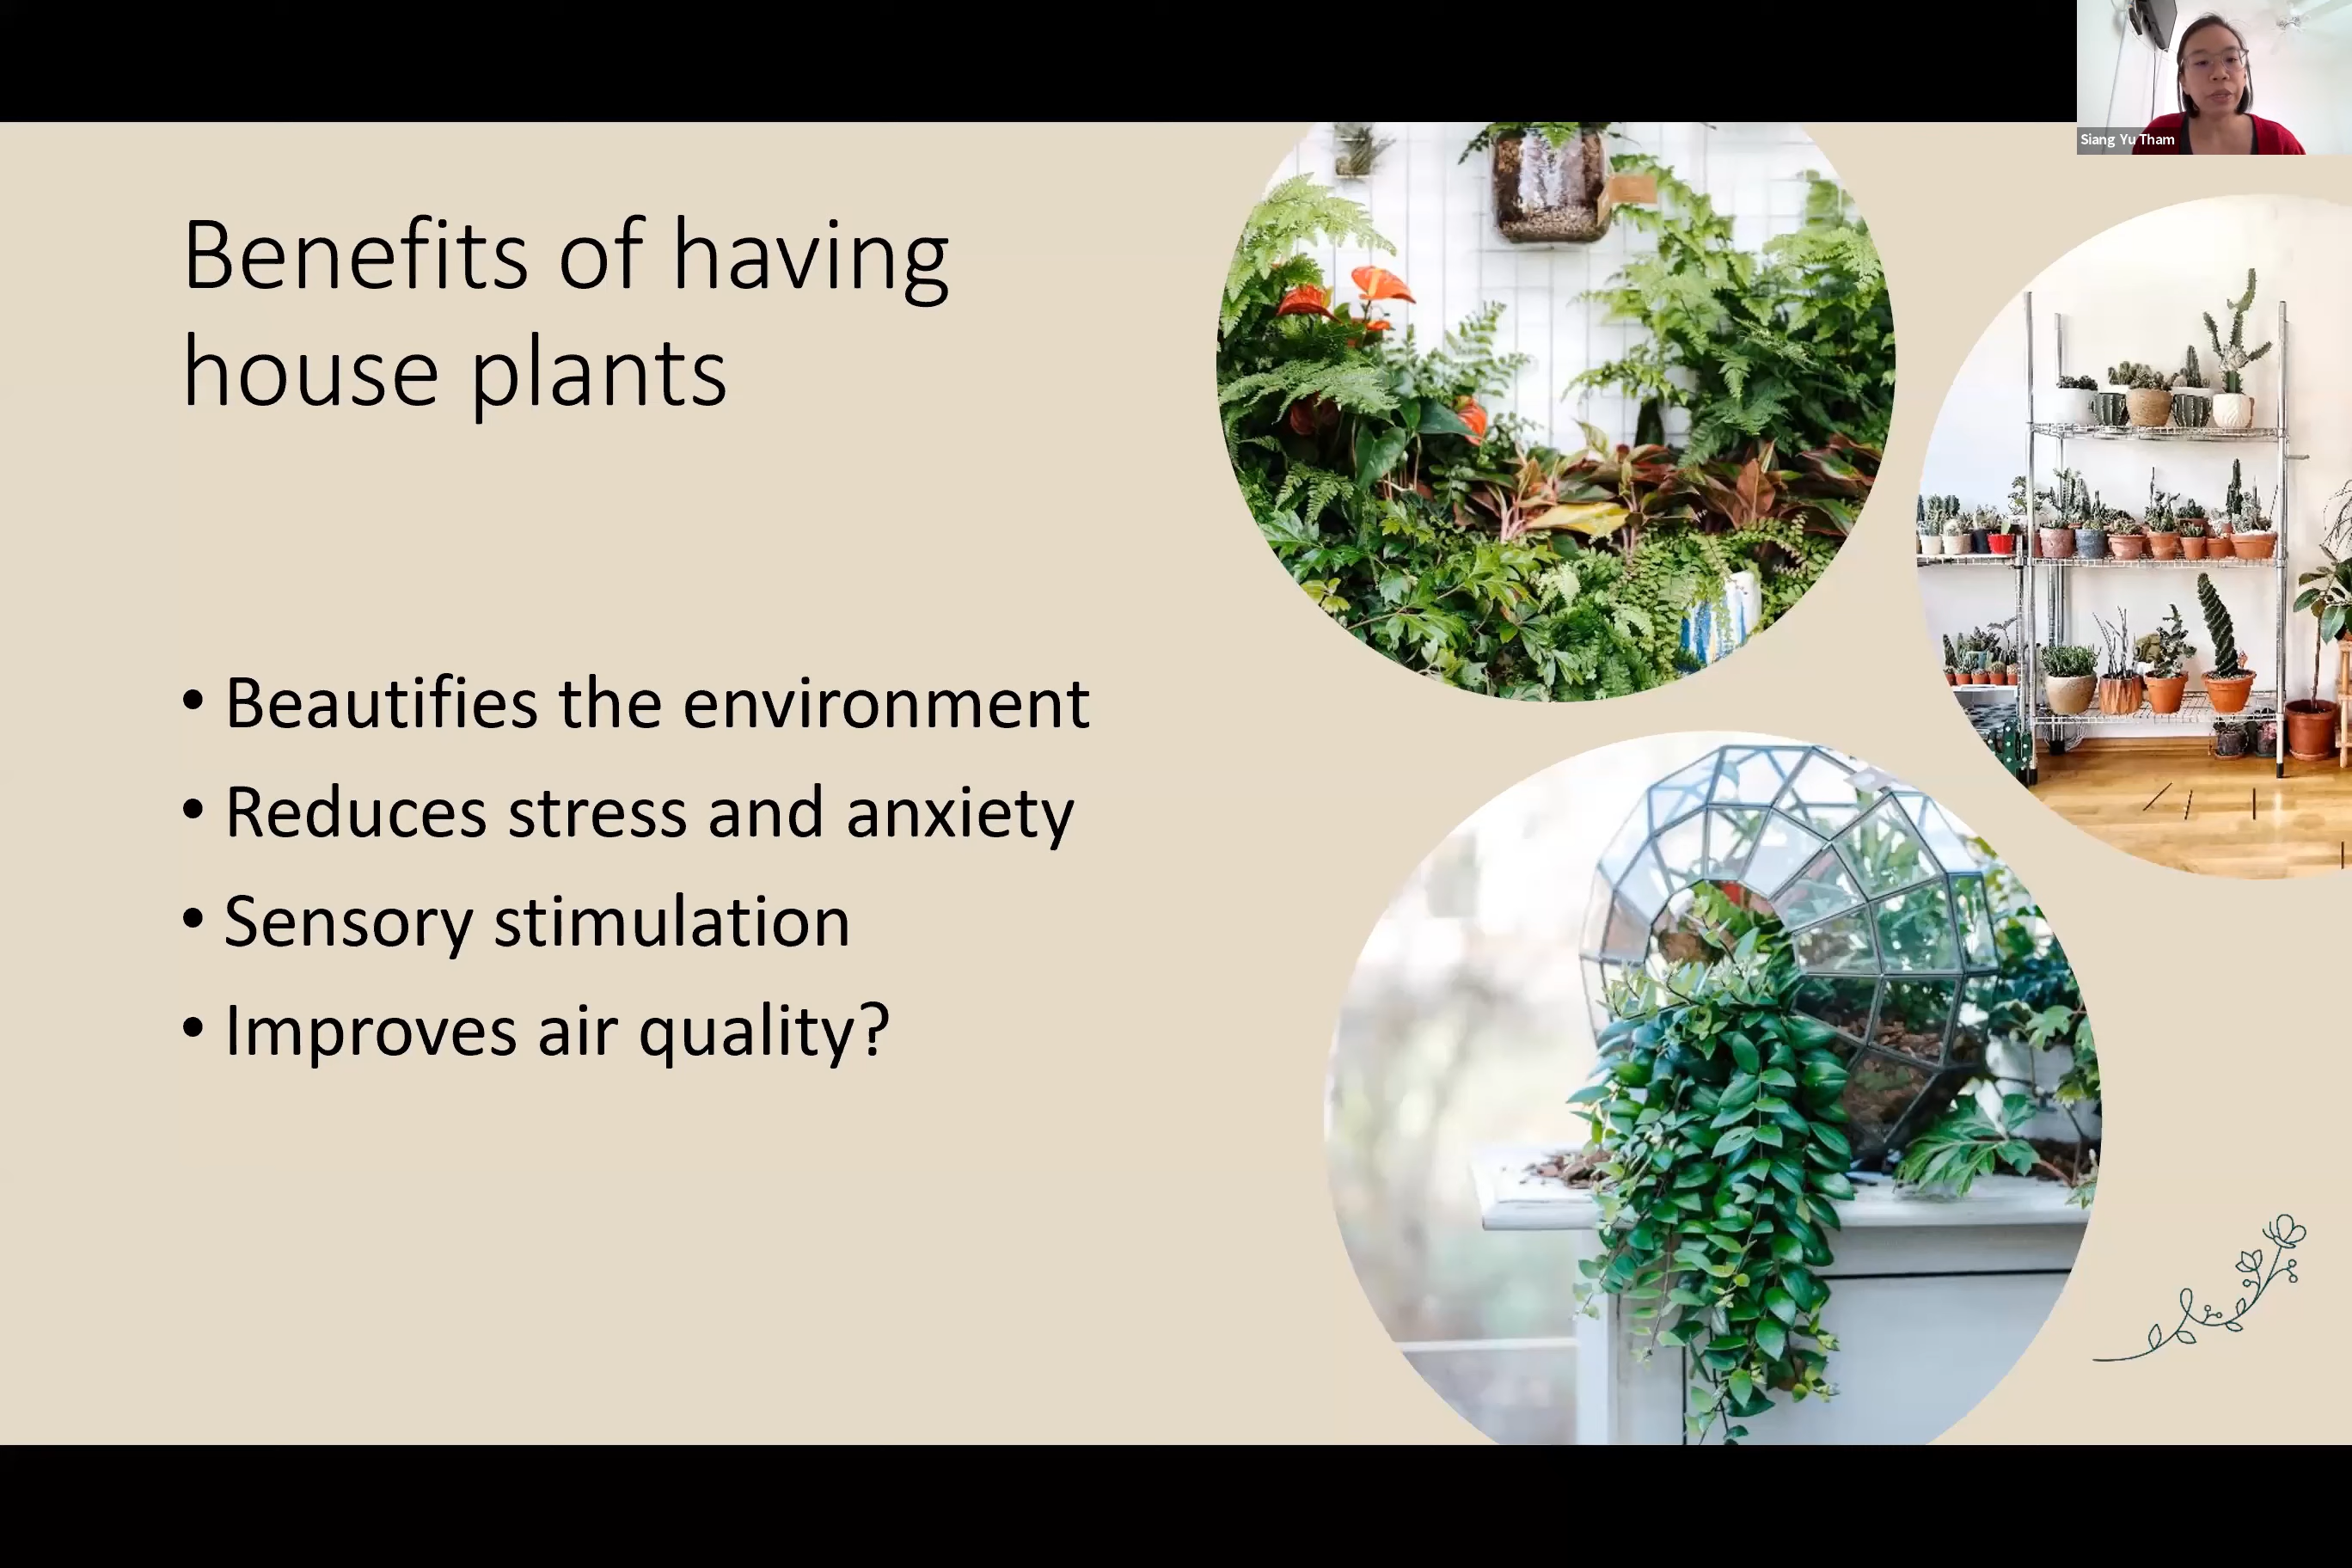 Siang Yu Tham
Benefits of having
house plants
• Beautifies the environment
• Reduces stress and anxiety
• Sensory stimulation
• Improves air quality?